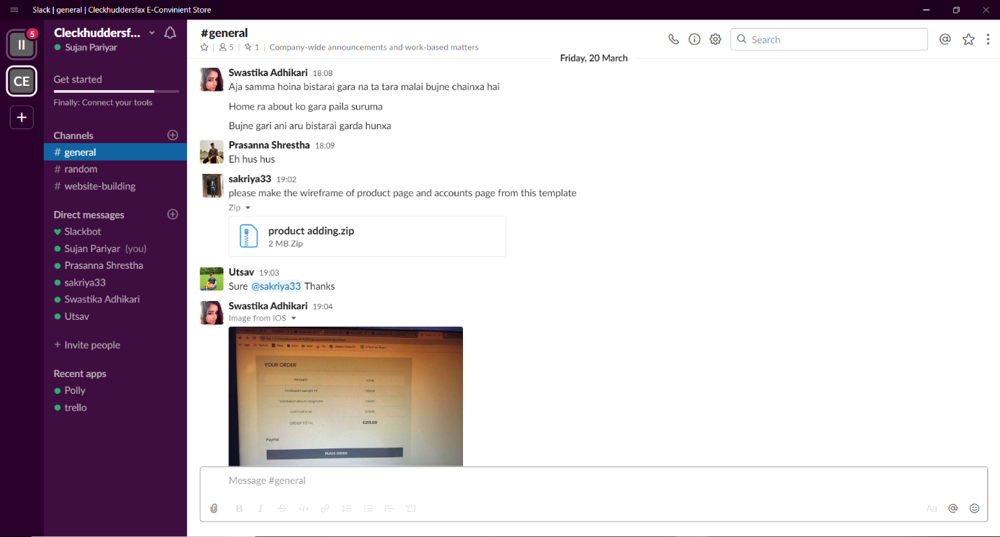 Slack | general | Cleckhuddersfax E-Convinient Store
II
5
CE
+
Cleckhuddersf...
Sujan Pariyar
Get started
Finally: Connect your tools
Channels
# general
# random
# website-building
Direct messages
Slackbot
Sujan Pariyar (you)
Prasanna Shrestha
sakriya33
Swastika Adhikari
Utsav
+ Invite people
Recent apps
Polly
trello
#general
5 | 1 | Company-wide announcements and work-based matters
Search
Friday, 20 March
Swastika Adhikari 18:08
Aja samma hoina bistarai gara na ta tara malai bujne chainxa hai
Home ra about ko gara paila suruma
Bujne gari ani aru bistarai garda hunxa
Prasanna Shrestha 18:09
Eh hus hus
sakriya33 19:02
please make the wireframe of product page and accounts page from this template
Zip
product adding.zip
2 MB Zip
Utsav 19:03
Sure @sakriya33 Thanks
Swastika Adhikari 19:04
Image from iOS
YOUR ORDER
PRODUCT TOTAL
CART SUBTOTAL
ORDER TOTAL £319.00
PayPal
PLACE ORDER
Message #general
B I S </> Aa @